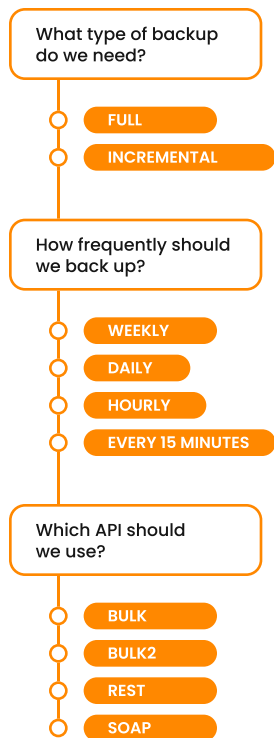 What type of backup
do we need?
FULL
INCREMENTAL
How frequently should
we back up?
WEEKLY
DAILY
HOURLY
EVERY 15 MINUTES
Which API should
we use?
BULK
BULK2
REST
SOAP